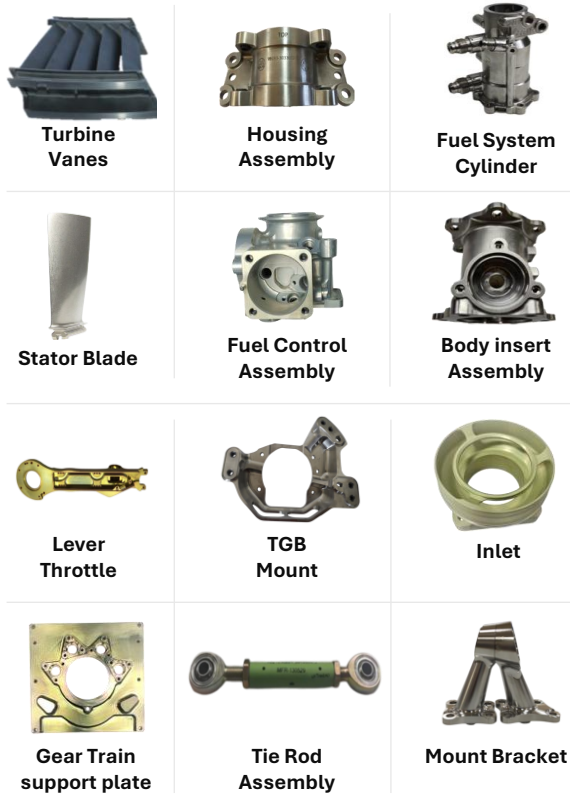 TOP
Turbine
Vanes
Housing
Assembly
Fuel System
Cylinder
Stator Blade
Fuel Control
Assembly
Body insert
Assembly
Lever
Throttle
TGB
Mount
Inlet
Gear Train
support plate
Tie Rod
Assembly
Mount Bracket